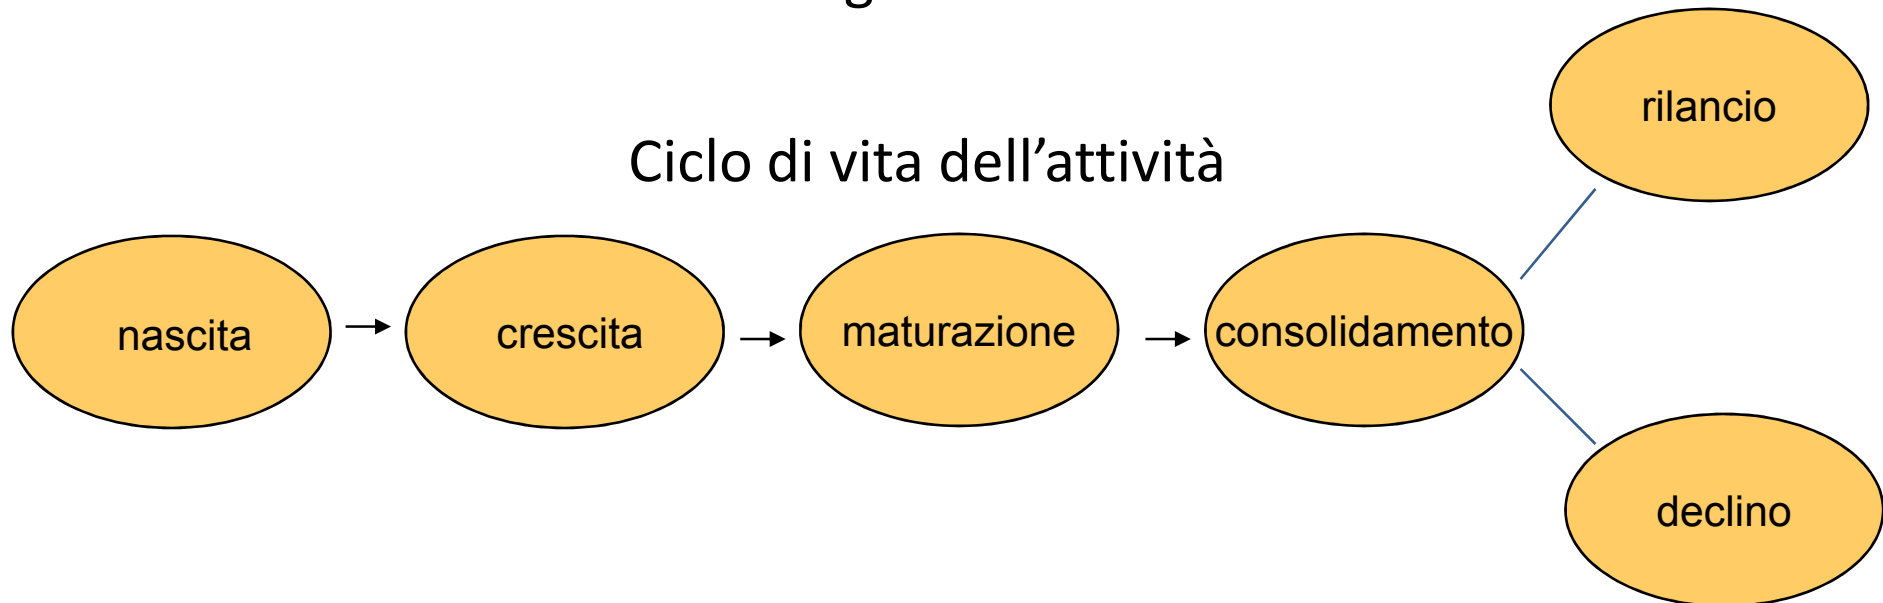 Ciclo di vita dell’attività
rilancio
nascita
crescita
maturazione
consolidamento
declino